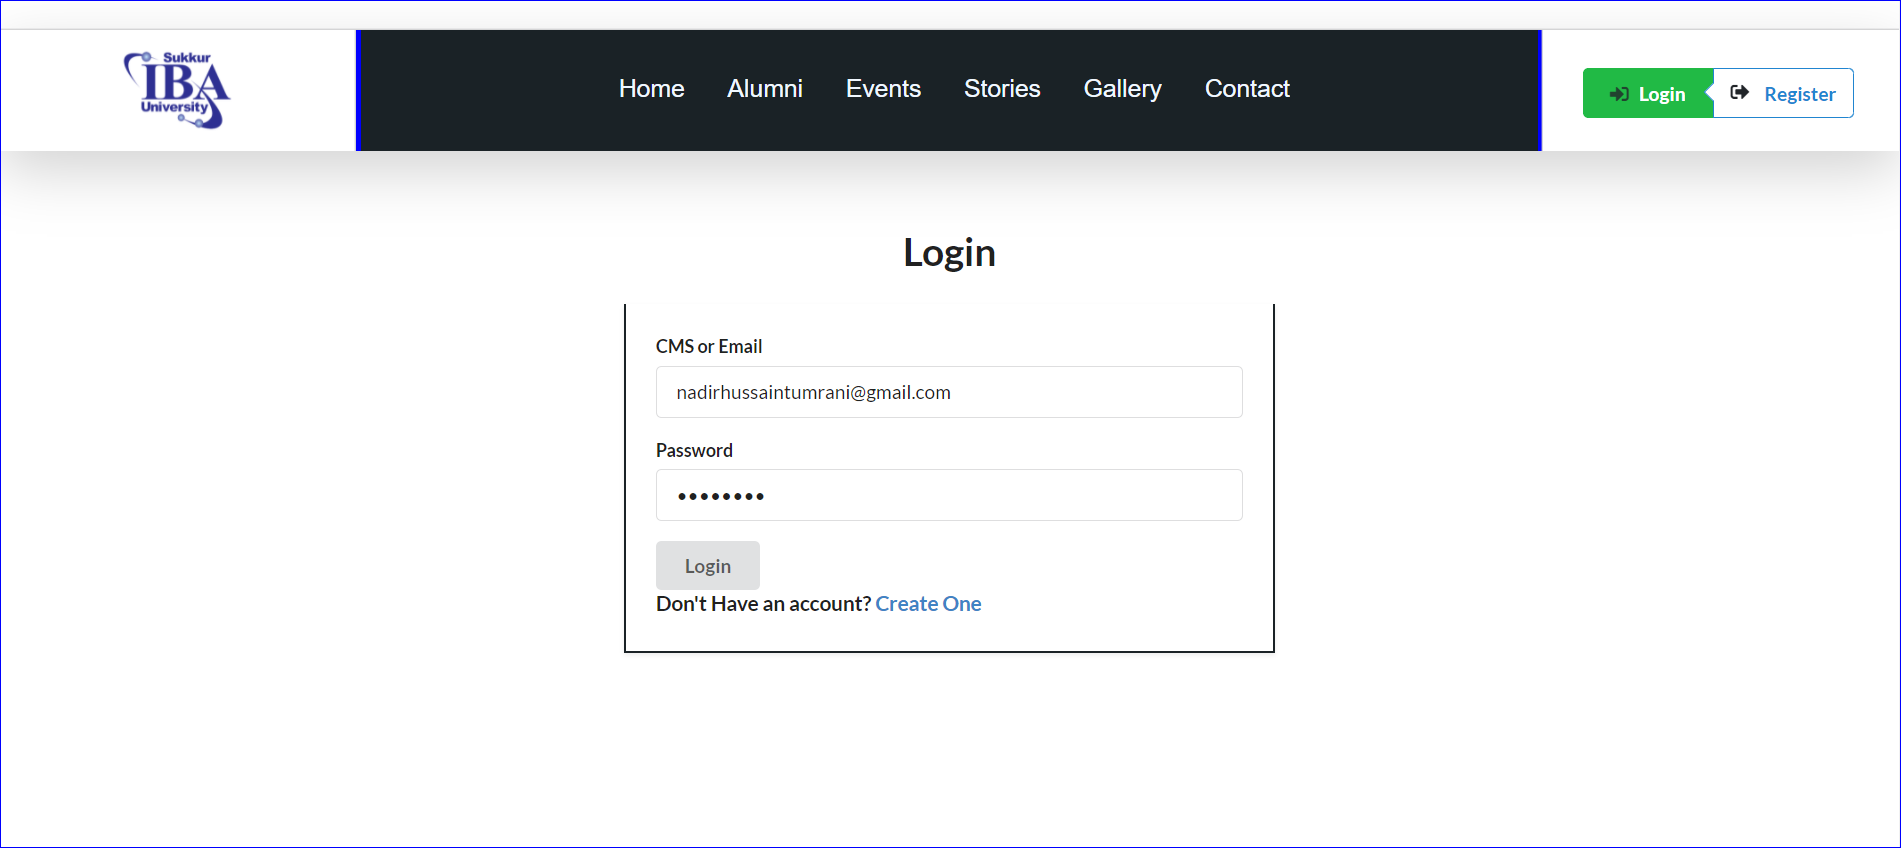 Sukkur
IBA
University
Home Alumni Events Stories Gallery Contact
Login Register
Login
CMS or Email
nadirhussaintumrani@gmail.com
Password
••••••••
Login
Don't Have an account? Create One